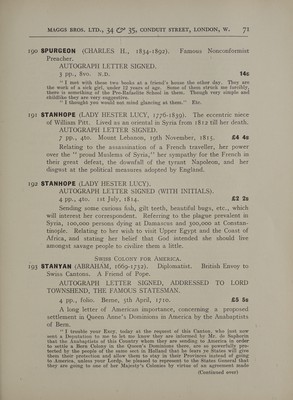 MAGGS BROS. LTD., 34 & 35, CONDUIT STREET, LONDON, W. 71
190 SPURGEON (CHARLES H., 1834-1892). Famous Nonconformist
Preacher.
AUTOGRAPH LETTER SIGNED.
3 pp., 8vo. N.D. 14s
" I met with these two books at a friend's house the other day. They are
the work of a sick girl, under 12 years of age. Some of them struck me forcibly,
there is something of the Pre-Rafaelite School in them. Though very simple and
childlike they are very suggestive.
" I thought you would not mind glancing at them." Etc.
191 STANHOPE (LADY HESTER LUCY, 1776-1839). The eccentric niece
of William Pitt. Lived as an oriental in Syria from 1812 till her death.
AUTOGRAPH LETTER SIGNED.
7 pp., 4to. Mount Lebanon, 19th November, 1815. £4 4s
Relating to the assassination of a French traveller, her power
over the " proud Muslems of Syria," her sympathy for the French in
their great defeat, the downfall of the tyrant Napoleon, and her
disgust at the political measures adopted by England.
192 STANHOPE (LADY HESTER LUCY).
AUTOGRAPH LETTER SIGNED (WITH INITIALS).
4 pp., 4to. 1st July, 1814. £2 2s
Sending some curious fish, gilt teeth, beautiful bugs, etc., which
will interest her correspondent. Referring to the plague prevalent in
Syria, 100,000 persons dying at Damascus and 300,000 at Constan-
tinople. Relating to her wish to visit Upper Egypt and the Coast of
Africa, and stating her belief that God intended she should live
amongst savage people to civilize them a little.
SWISS COLONY FOR AMERICA.
193 STANYAN (ABRAHAM, 1669-1732). Diplomatist. British Envoy to
Swiss Cantons. A Friend of Pope.
AUTOGRAPH LETTER SIGNED, ADDRESSED TO LORD
TOWNSHEND, THE FAMOUS STATESMAN.
4 pp., folio. Berne, 5th April, 1710. £5 5s
A long letter of American importance, concerning a proposed
settlement in Queen Anne's Dominions in America by the Anabaptists
of Bern.
" I trouble your Excy. today at the request of this Canton, who just now
sent a Deputation to me to let me know they are informed by Mr. de St.
that the Anabaptists of this Country whom they are sending to America in order
to settle a Bern Colony in the Queen's Dominions there, are so powerfully pro-
tected by the people of the same sect in Holland that he fears ye States will give
them their protection and allow them to stay in their Provinces instead of going
to America, unless your Lordp. be pleased to represent to the States General that
they are going to one of her Majesty's Colonies by virtue of an agreement made
(Continued over)